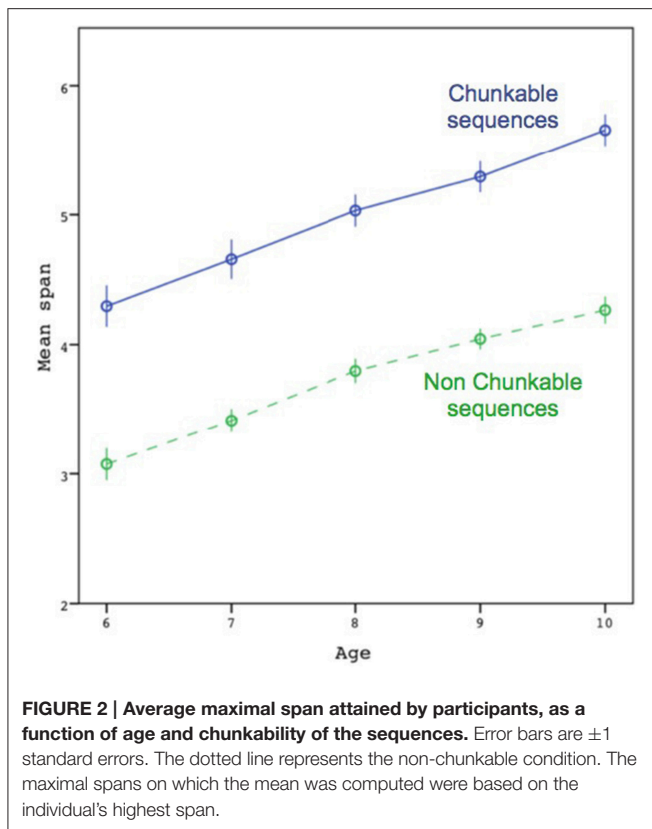 6
5
4
3
2
Mean span
Chunkable
sequences
Non Chunkable
sequences
6 7 8 9 10
Age
FIGURE 2 | Average maximal span attained by participants, as a
function of age and chunkability of the sequences. Error bars are ±1
standard errors. The dotted line represents the non-chunkable condition. The
maximal spans on which the mean was computed were based on the
individual's highest span.